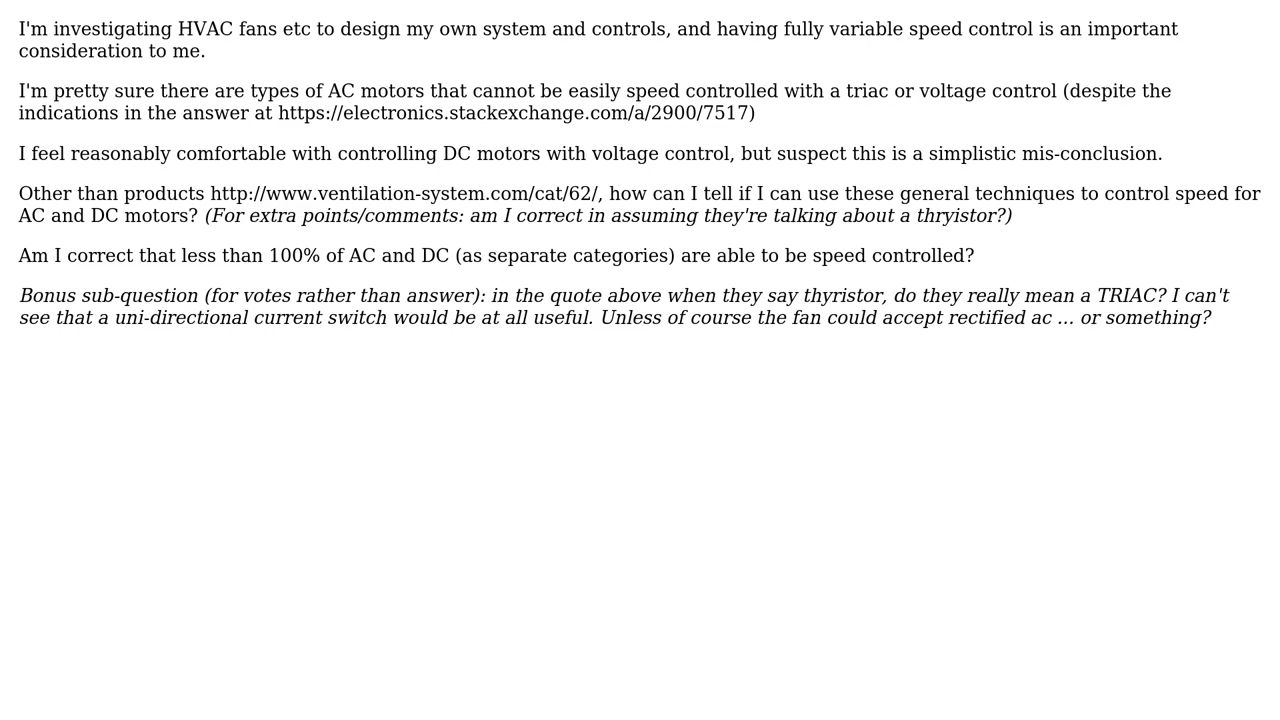 I'm investigating HVAC fans etc to design my own system and controls, and having fully variable speed control is an important
consideration to me.
I'm pretty sure there are types of AC motors that cannot be easily speed controlled with a triac or voltage control (despite the
indications in the answer at https://electronics.stackexchange.com/a/2900/7517)
I feel reasonably comfortable with controlling DC motors with voltage control, but suspect this is a simplistic mis-conclusion.
Other than products http://www.ventilation-system.com/cat/62/, how can I tell if I can use these general techniques to control speed for
AC and DC motors? (For extra points/comments: am I correct in assuming they're talking about a thryistor?)
Am I correct that less than 100% of AC and DC (as separate categories) are able to be speed controlled?
Bonus sub-question (for votes rather than answer): in the quote above when they say thyristor, do they really mean a TRIAC? I can't
see that a uni-directional current switch would be at all useful. Unless of course the fan could accept rectified ac ... or something?